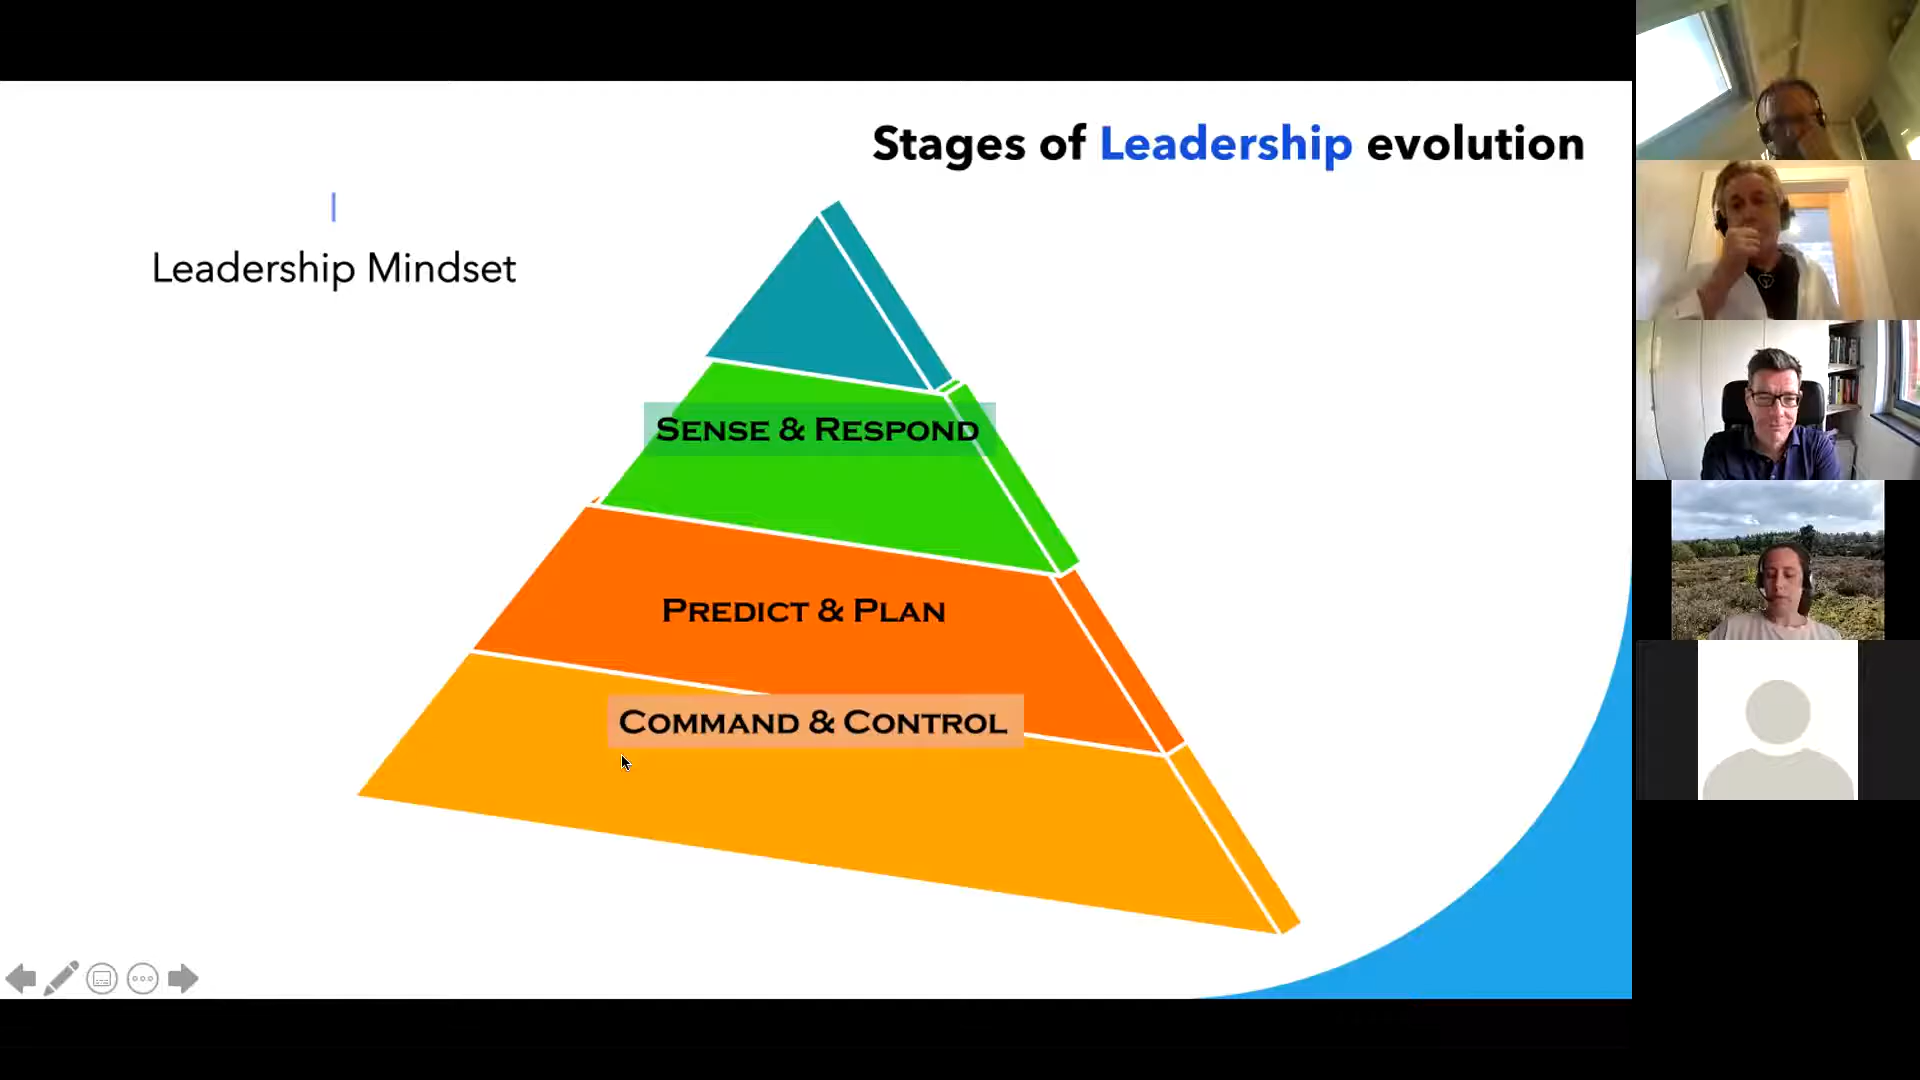 Stages of Leadership evolution
Leadership Mindset
SENSE & RESPOND
PREDICT & PLAN
COMMAND & CONTROL